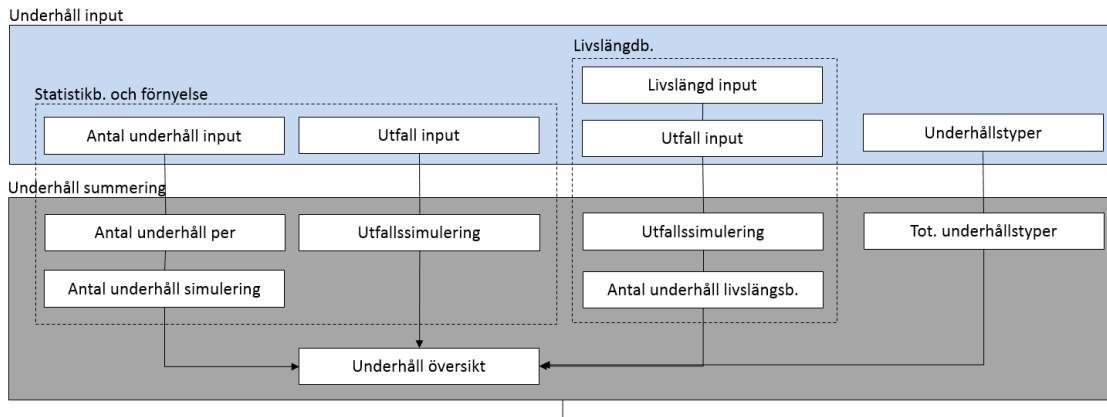 Underhåll input
Livslängdb.
Livslängd input
Statistikb. och förnyelse
Antal underhåll input
Utfall input
Utfall input
Underhållstyper
Underhåll summering
Antal underhåll per
Utfallssimulering
Utfallssimulering
Tot. underhållstyper
Antal underhåll simulering
Antal underhåll livslängsb.
Underhåll översikt